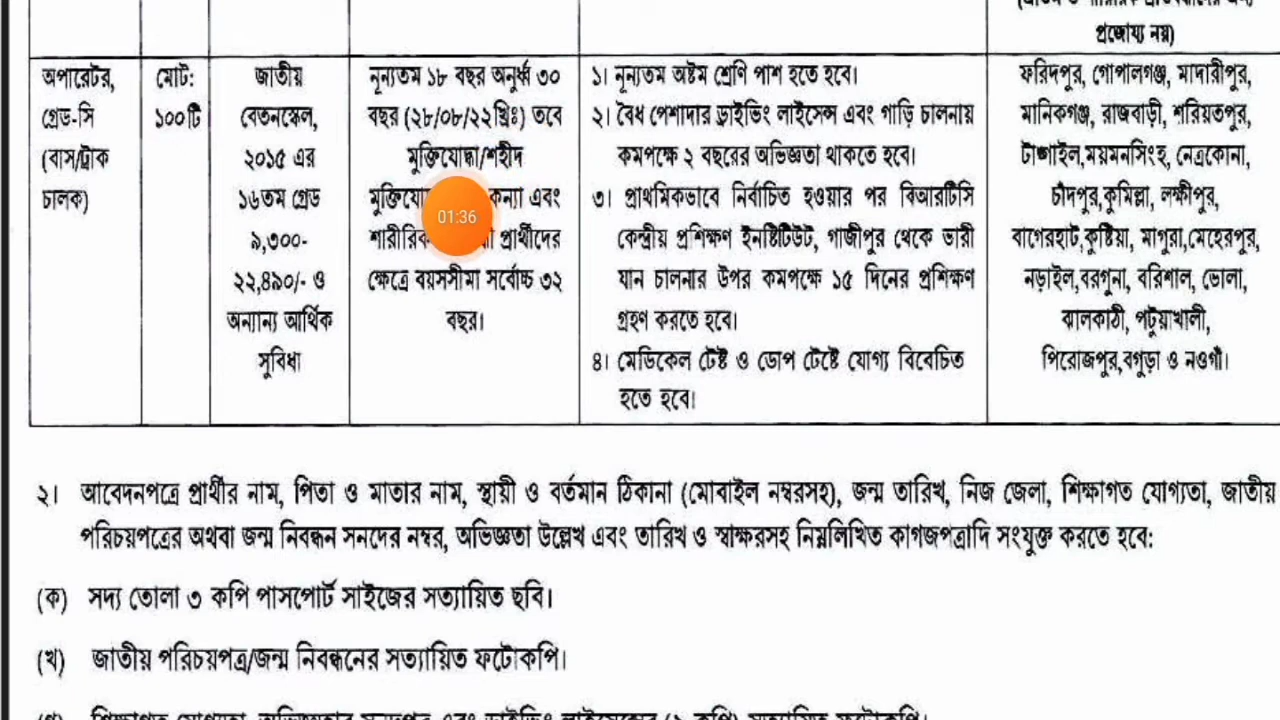 প্রজোয্য নয়)
অপারেটর,
গ্রেড-সি
(বাস/ট্রাক
চালক)
মোট:
১০০টি
জাতীয়
বেতনস্কেল,
২০১৫ এর
১৬তম গ্রেড
৯,৩০০-
২২,৪৯০/- ও
অন্যান্য আর্থিক
সুবিধা
নূন্যতম ১৮ বছর অনুর্ধ্ব ৩০
বছর (২৮/০৮/২২খ্রিঃ) তবে
মুক্তিযোদ্ধা/শহীদ
কন্যা এবং
প্রার্থীদের
ক্ষেত্রে বয়সসীমা সর্বোচ্চ ৩২
বছর।
01:36
১। নূন্যতম অষ্টম শ্রেণি পাশ হতে হবে।
২। বৈধ পেশাদার ড্রাইভিং লাইসেন্স এবং গাড়ি চালনায়
কমপক্ষে ২ বছরের অভিজ্ঞতা থাকতে হবে।
৩। প্রাথমিকভাবে নির্বাচিত হওয়ার পর বিআরটিসি
কেন্দ্রীয় প্রশিক্ষণ ইনষ্টিটিউট, গাজীপুর থেকে ভারী
যান চালনার উপর কমপক্ষে ১৫ দিনের প্রশিক্ষণ
গ্রহণ করতে হবে।
৪। মেডিকেল টেষ্ট ও ডোপ টেষ্টে যোগ্য বিবেচিত
হতে হবে।
ফরিদপুর, গোপালগঞ্জ, মাদারীপুর,
মানিকগঞ্জ, রাজবাড়ী, শরিয়তপুর,
টাঙ্গাইল,ময়মনসিংহ, নেত্রকোনা,
চাঁদপুর,কুমিল্লা, লক্ষীপুর,
বাগেরহাট,কুষ্টিয়া, মাগুরা,মেহেরপুর,
নড়াইল,বরগুনা, বরিশাল, ভোলা,
ঝালকাঠী, পটুয়াখালী,
পিরোজপুর,বগুড়া ও নওগাঁ।
২। আবেদনপত্রে প্রার্থীর নাম, পিতা ও মাতার নাম, স্থায়ী ও বর্তমান ঠিকানা (মোবাইল নম্বরসহ), জন্ম তারিখ, নিজ জেলা, শিক্ষাগত যোগ্যতা, জাতীয়
পরিচয়পত্রের অথবা জন্ম নিবন্ধন সনদের নম্বর, অভিজ্ঞতা উল্লেখ এবং তারিখ ও স্বাক্ষরসহ নিম্নলিখিত কাগজপত্রাদি সংযুক্ত করতে হবে:
(ক) সদ্য তোলা ৩ কপি পাসপোর্ট সাইজের সত্যায়িত ছবি।
(খ) জাতীয় পরিচয়পত্র/জন্ম নিবন্ধনের সত্যায়িত ফটোকপি।